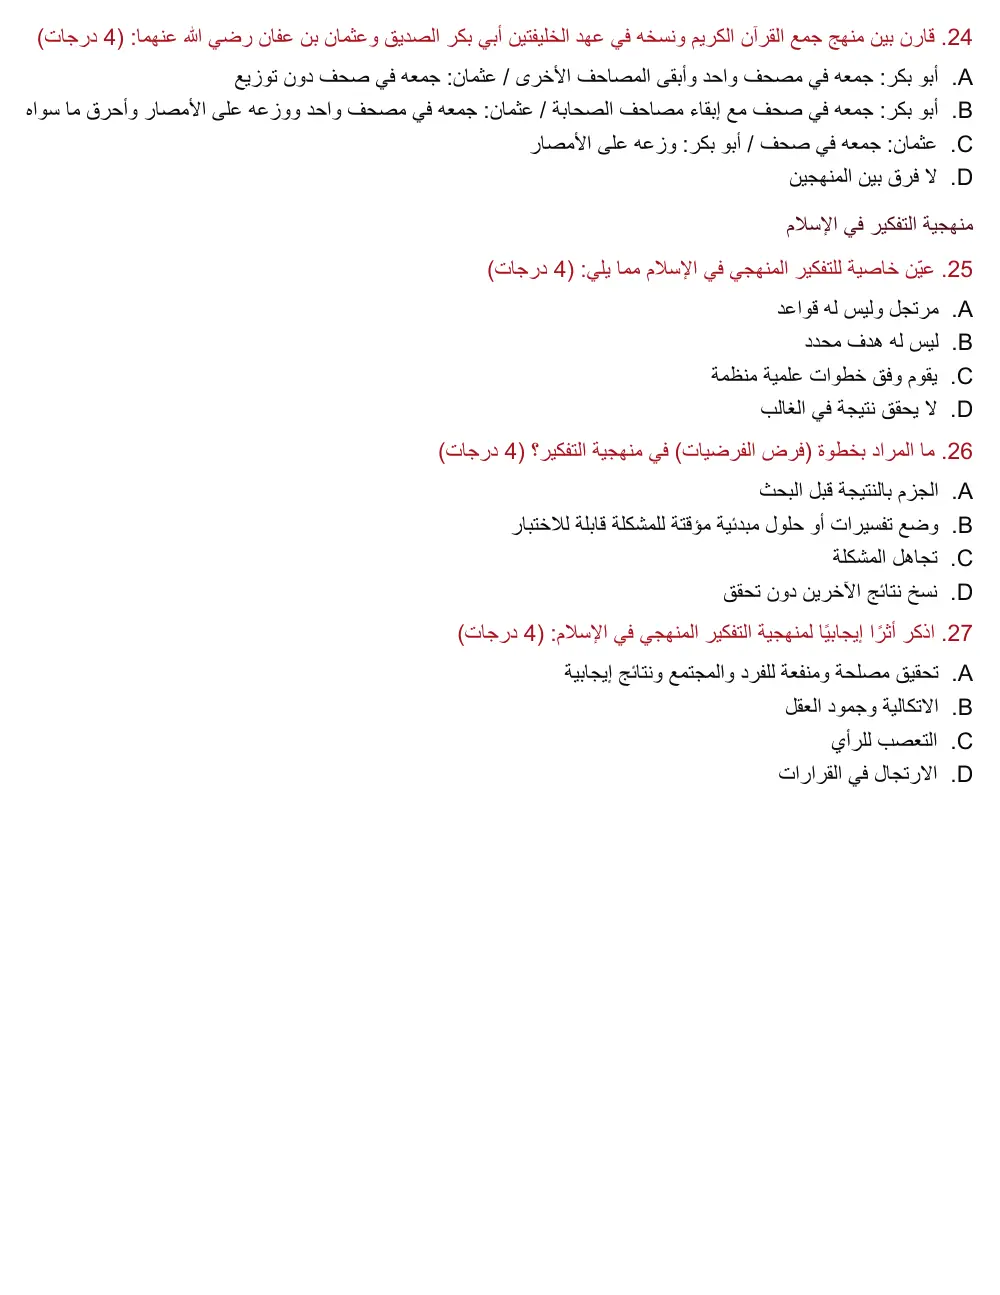 24. قارن بين منهج جمع القرآن الكريم ونسخه في عهد الخليفتين أبي بكر الصديق وعثمان بن عفان رضي الله عنهما: (4 درجات)
A. أبو بكر: جمعه في مصحف واحد وأبقى المصاحف الأخرى / عثمان: جمعه في صحف دون توزيع
B. أبو بكر: جمعه في صحف مع إبقاء مصاحف الصحابة / عثمان: جمعه في مصحف واحد ووزعه على الأمصار وأحرق ما سواه
C. عثمان: جمعه في صحف / أبو بكر: وزعه على الأمصار
D. لا فرق بين المنهجين
منهجية التفكير في الإسلام
25. عيّن خاصية للتفكير المنهجي في الإسلام مما يلي: (4 درجات)
A. مرتجل وليس له قواعد
B. ليس له هدف محدد
C. يقوم وفق خطوات علمية منظمة
D. لا يحقق نتيجة في الغالب
26. ما المراد بخطوة (فرض الفرضيات) في منهجية التفكير؟ (4 درجات)
A. الجزم بالنتيجة قبل البحث
B. وضع تفسيرات أو حلول مبدئية مؤقتة للمشكلة قابلة للاختبار
C. تجاهل المشكلة
D. نسخ نتائج الآخرين دون تحقق
27. اذكر أثرًا إيجابيًا لمنهجية التفكير المنهجي في الإسلام: (4 درجات)
A. تحقيق مصلحة ومنفعة للفرد والمجتمع ونتائج إيجابية
B. الاتكالية وجمود العقل
C. التعصب للرأي
D. الارتجال في القرارات